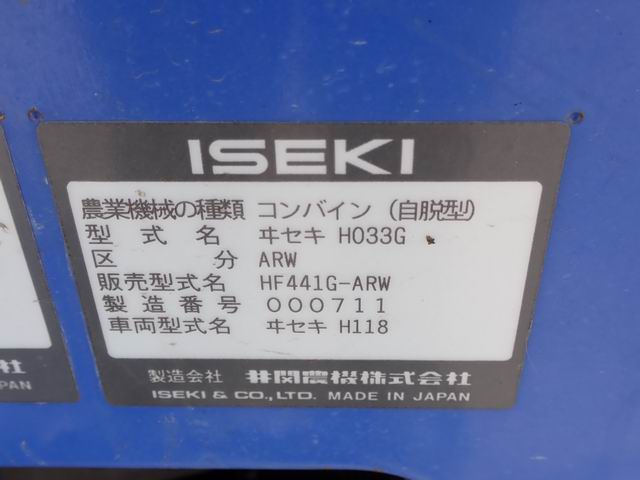 ISEKI
農業機械の種類 コンバイン (自脱型)
型式名 ヰセキ H033G
区分 ARW
販売型式名 HF441G-ARW
製造番号 000711
車両型式名 ヰセキ H118
製造会社 井関農機株式会社
ISEKI & CO., LTD. MADE IN JAPAN
社
PAN